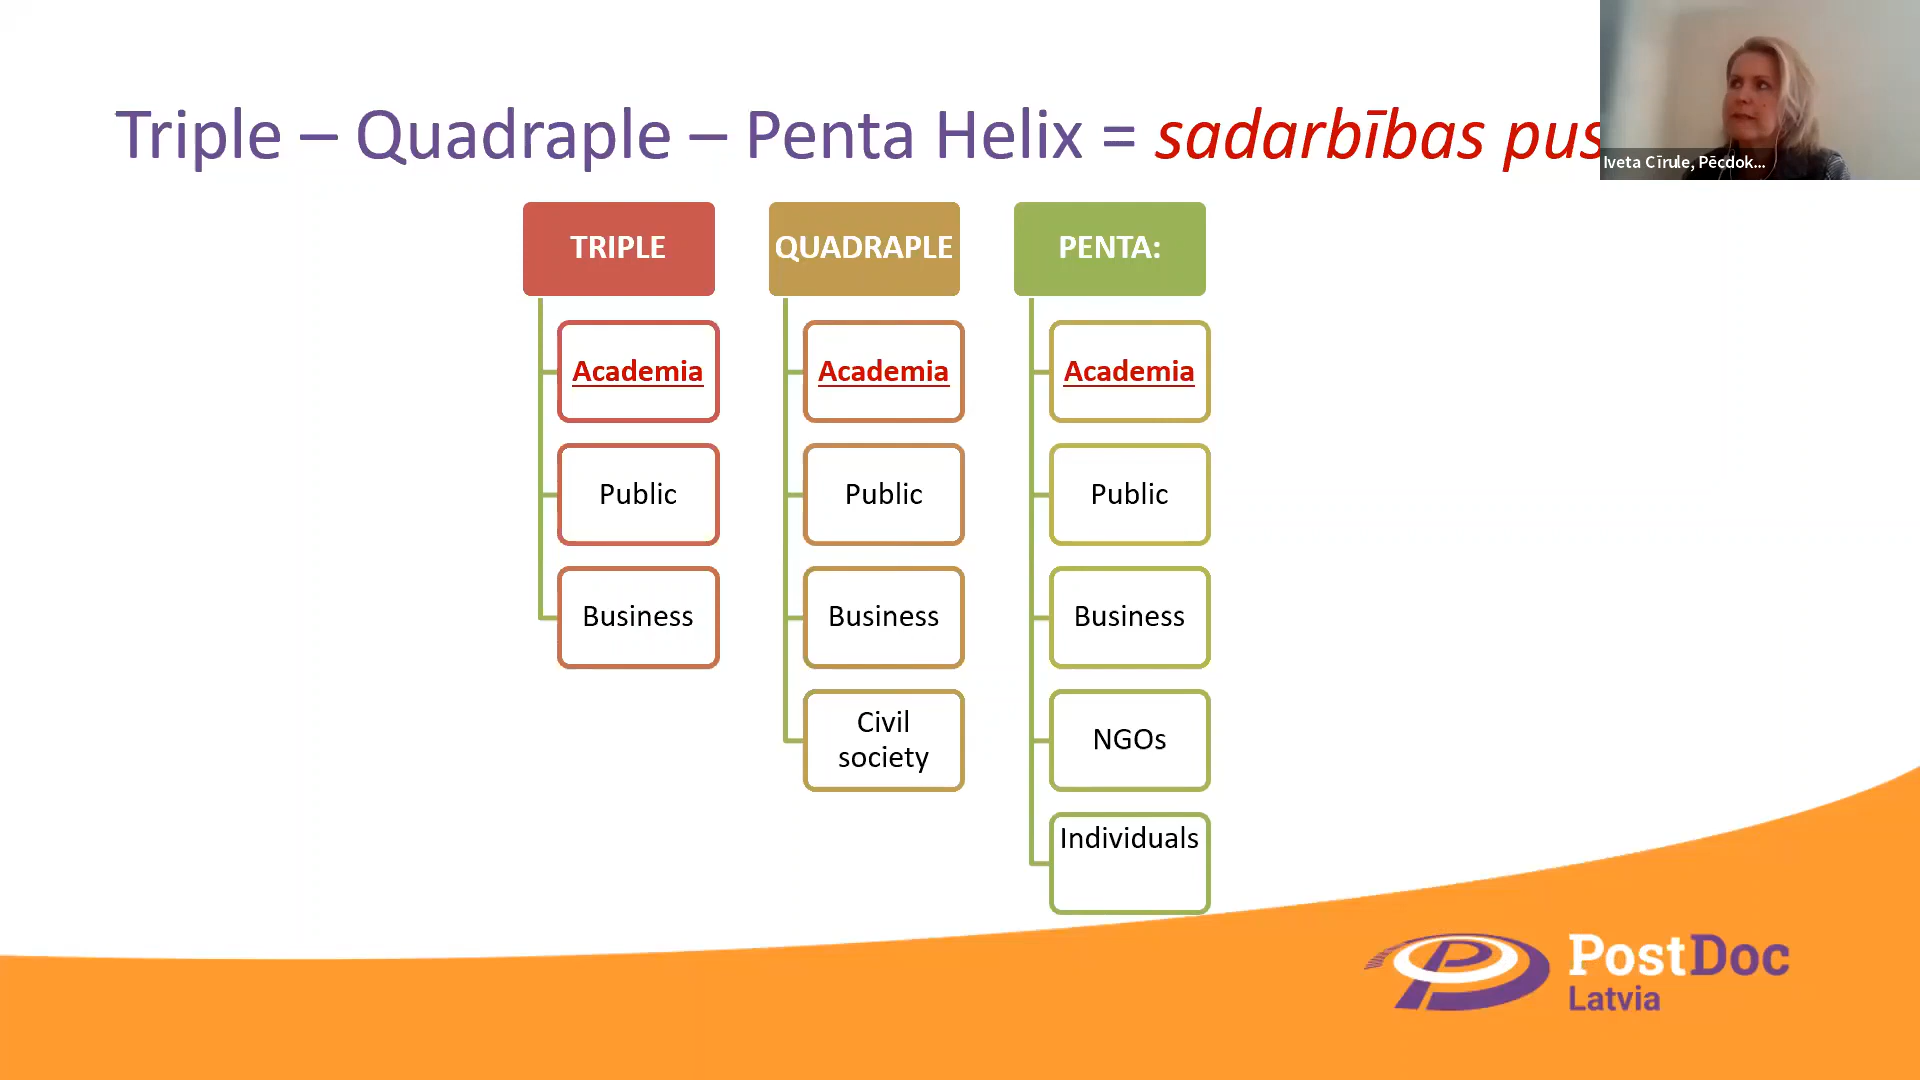 Triple – Quadraple – Penta Helix = sadarbības
Iveta Cīrule, Pēcdok...
TRIPLE
Academia
Public
Business
QUADRAPLE
Academia
Public
Business
Civil
society
PENTA:
Academia
Public
Business
NGOs
Individuals
PostDoc
Latvia